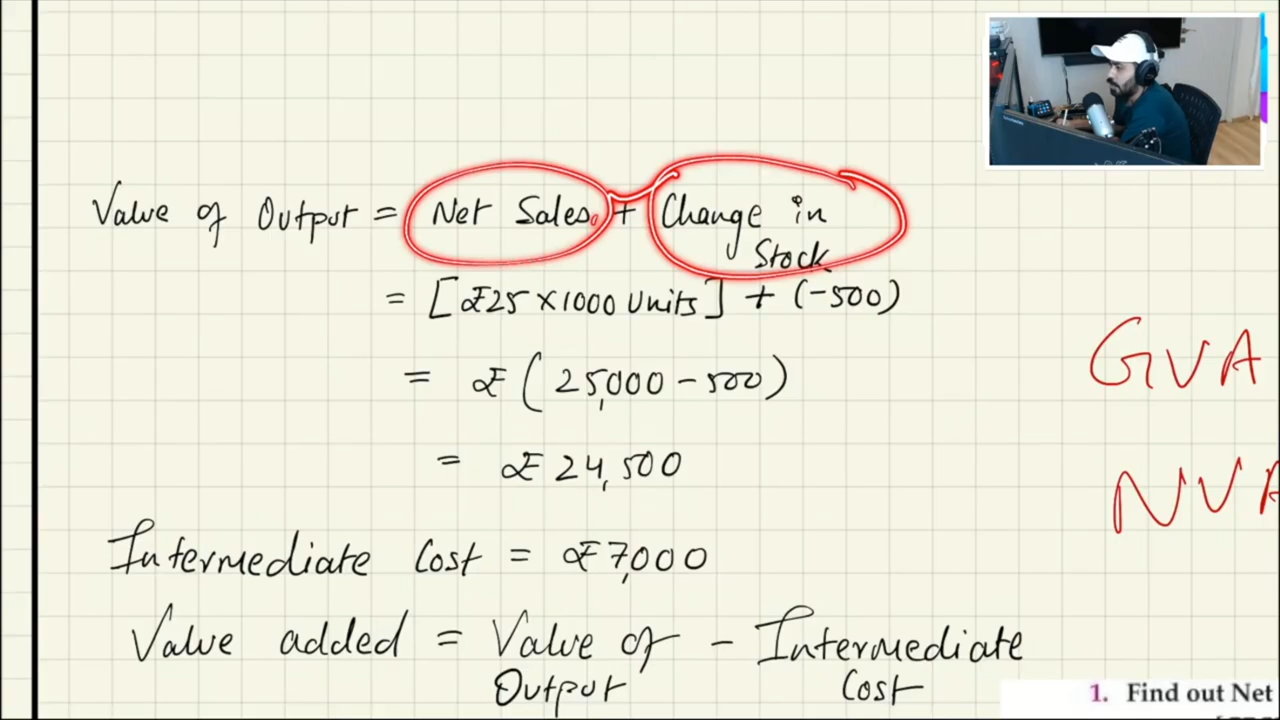 Value of Output = Net Sales + Change in
Stock
= [₹25 × 1000 Units] + (-500)
= ₹ (25,000 - 500)
= ₹ 24,500
Intermediate Cost = ₹7,000
Value added = Value of - Intermediate
Output Cost
GVA
NVA
1. Find out Net